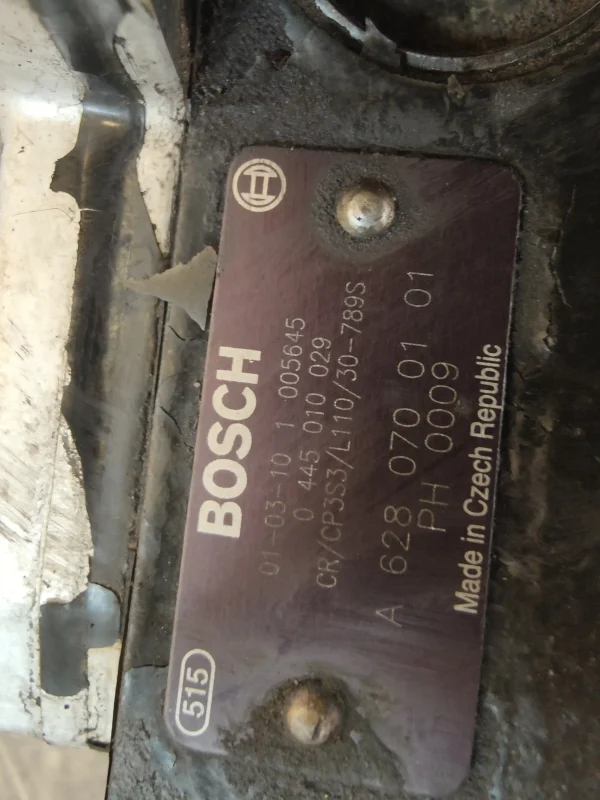 BOSCH
01-03-10 1 005645
0 445 010 029
CR/CP3S3/L110/30-789S
A 628 070 01 01
PH 0009
Made in Czech Republic
515